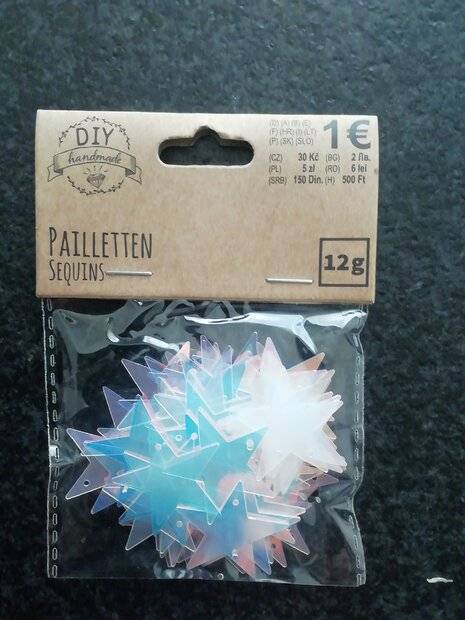 DIY
handmade
(D) (A) (B) (E)
(F) (HR) (I) (LT)
(P) (SK) (SLO)
1€
(CZ) 30 Kč (BG) 2 Лв.
(PL) 5 zł (RO) 6 lei
(SRB) 150 Din. (H) 500 Ft
PAILLETTEN
SEQUINS
12g